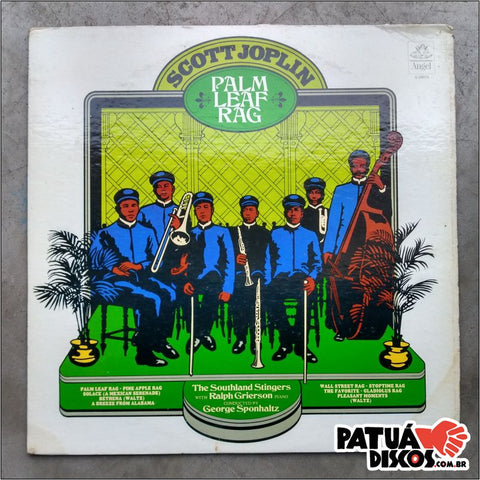 SCOTT JOPLIN
PALM
LEAF
RAG
Angel
PALM LEAF RAG • PINE APPLE RAG
SOLACE (A MEXICAN SERENADE)
BETHENA (WALTZ)
A BREEZE FROM ALABAMA
The Southland Stingers
WITH Ralph Grierson PIANO
CONDUCTED BY
George Sponhaltz
WALL STREET RAG • STOPTIME RAG
THE FAVORITE • GLADIOLUS RAG
PLEASANT MOMENTS
(WALTZ)
PATUÁ
DISCOS.COM.BR